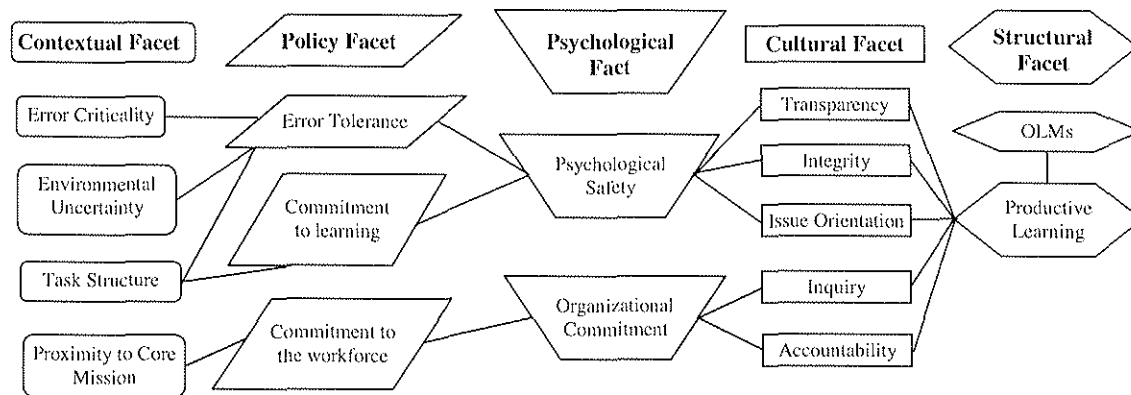 Contextual Facet
Policy Facet
Psychological
Fact
Cultural Facet
Structural
Facet
Error Criticality
Error Tolerance
Transparency
OLMs
Environmental
Uncertainty
Commitment
to learning
Psychological
Safety
Integrity
Issue Orientation
Productive
Learning
Task Structure
Inquiry
Proximity to Core
Mission
Commitment to
the workforce
Organizational
Commitment
Accountability